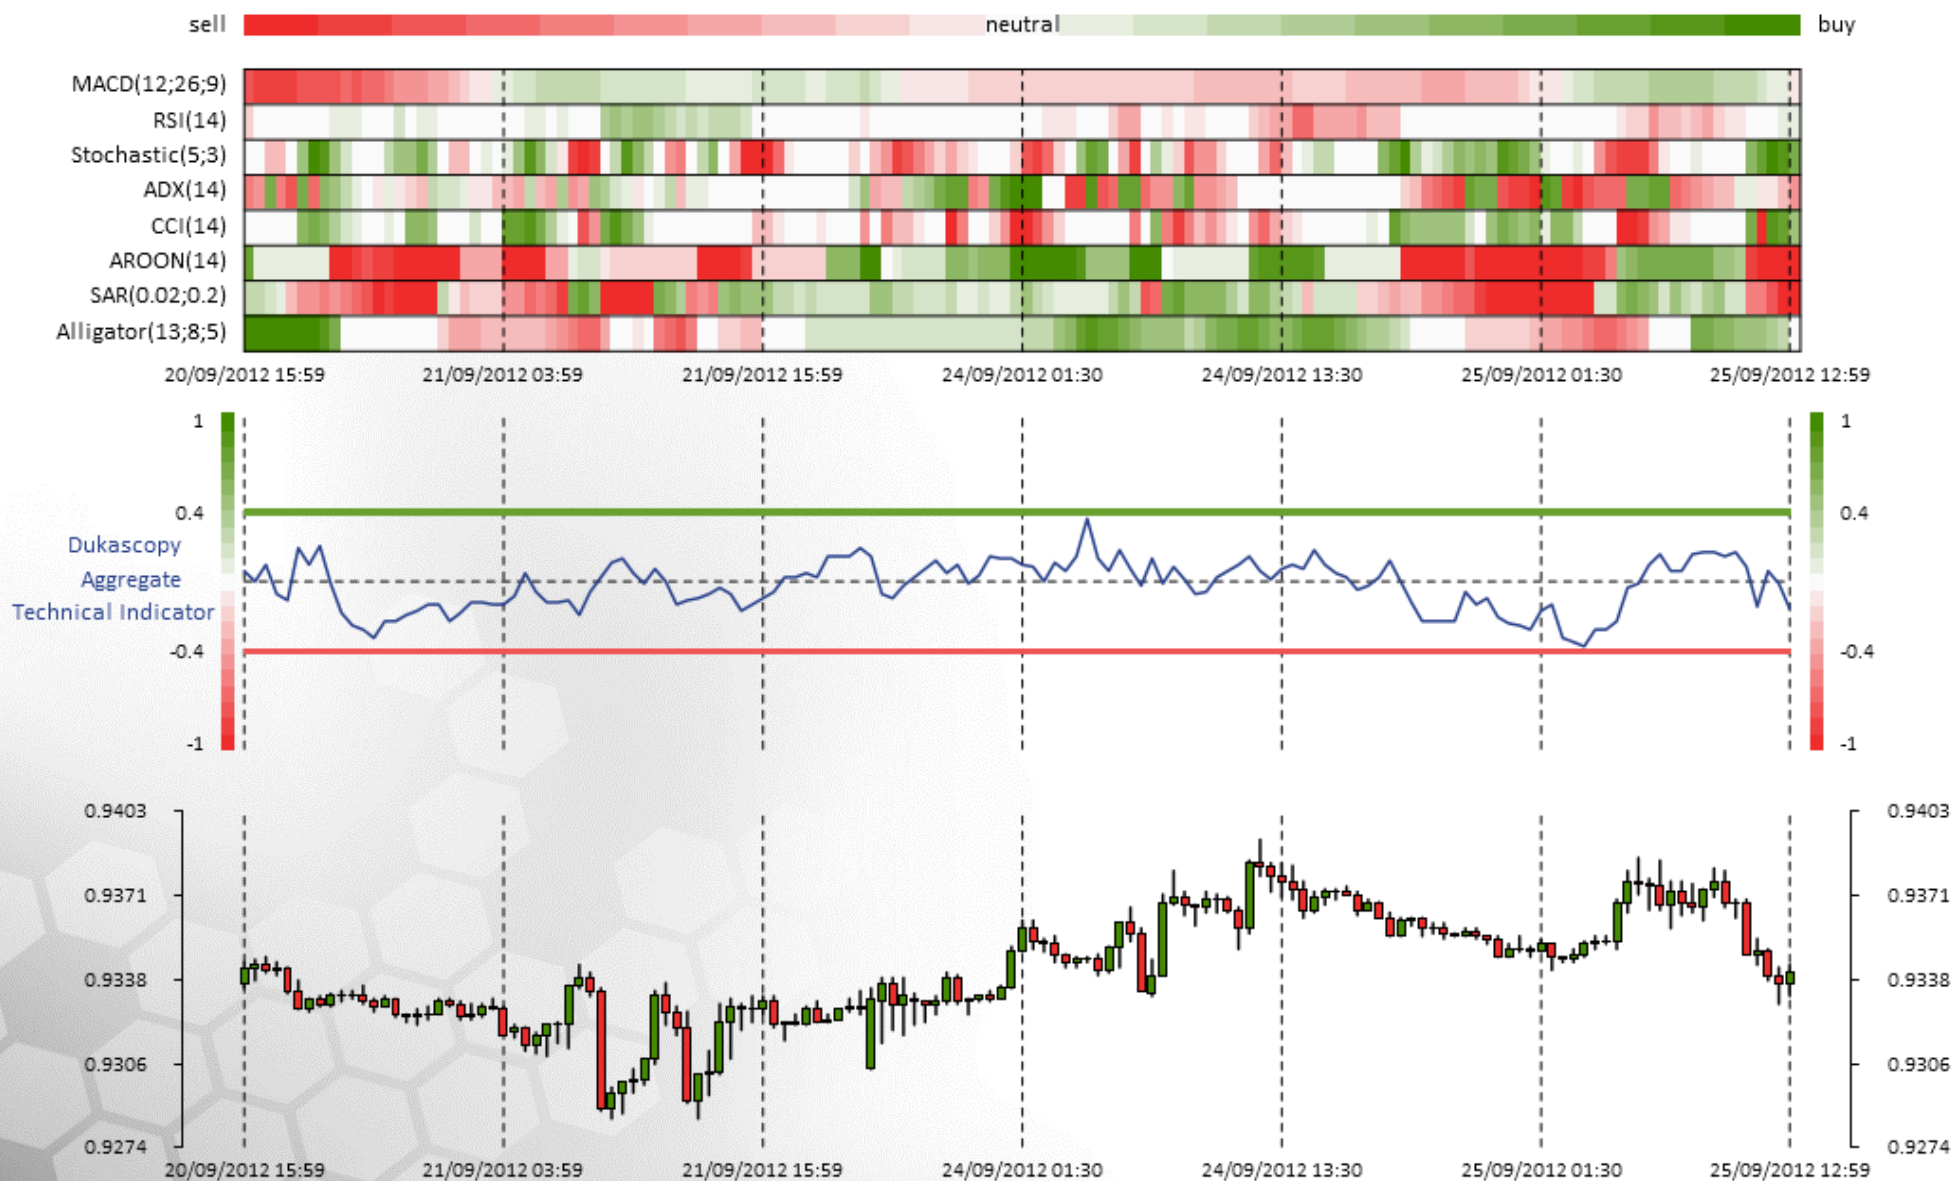 sell neutral buy
MACD(12;26;9)
RSI(14)
Stochastic(5;3)
ADX(14)
CCI(14)
AROON(14)
SAR(0.02;0.2)
Alligator(13;8;5)
20/09/2012 15:59 21/09/2012 03:59 21/09/2012 15:59 24/09/2012 01:30 24/09/2012 13:30 25/09/2012 01:30 25/09/2012 12:59
1 1
0.4 0.4
Dukascopy
Aggregate
Technical Indicator
-0.4 -0.4
-1 -1
0.9403 0.9403
0.9371 0.9371
0.9338 0.9338
0.9306 0.9306
0.9274 0.9274
20/09/2012 15:59 21/09/2012 03:59 21/09/2012 15:59 24/09/2012 01:30 24/09/2012 13:30 25/09/2012 01:30 25/09/2012 12:59